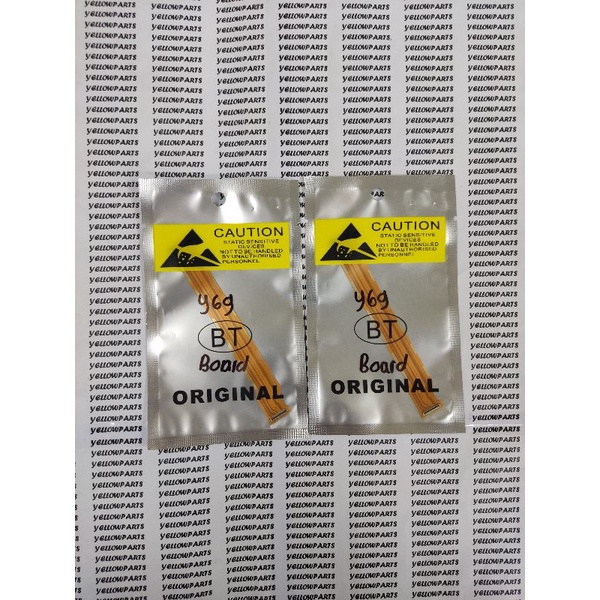 yellowPARTS
CAUTION
STATIC SENSITIVE
DEVICES
NOT TO BE HANDLED
BY UNAUTHORISED
PERSONNEL
y69
BT
Board
ORIGINAL
CAUTION
STATIC SENSITIVE
DEVICES
NOT TO BE HANDLED
BY UNAUTHORISED
PERSONNEL
y69
BT
Board
ORIGINAL